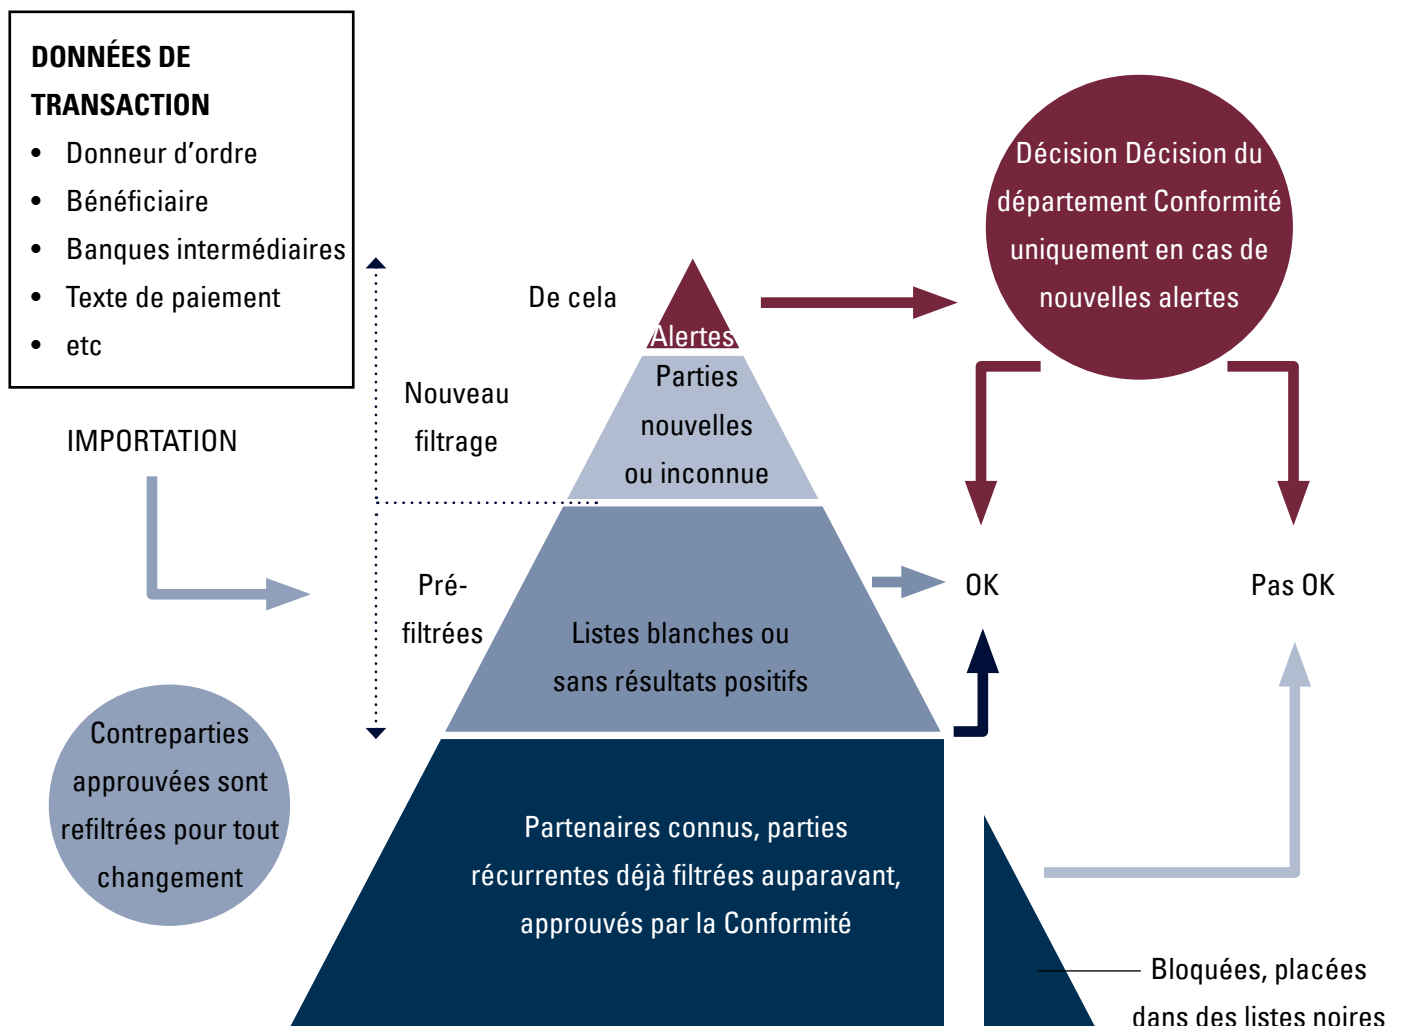 DONNÉES DE
TRANSACTION
• Donneur d'ordre
• Bénéficiaire
• Banques intermédiaires
• Texte de paiement
• etc
IMPORTATION
Contreparties
approuvées sont
refiltrées pour tout
changement
Nouveau
filtrage
Pré-
filtrées
De cela
Alertes
Parties
nouvelles
ou inconnue
Listes blanches ou
sans résultats positifs
Partenaires connus, parties
récurrentes déjà filtrées auparavant,
approuvés par la Conformité
Décision Décision du
département Conformité
uniquement en cas de
nouvelles alertes
OK
Pas OK
Bloquées, placées
dans des listes noires